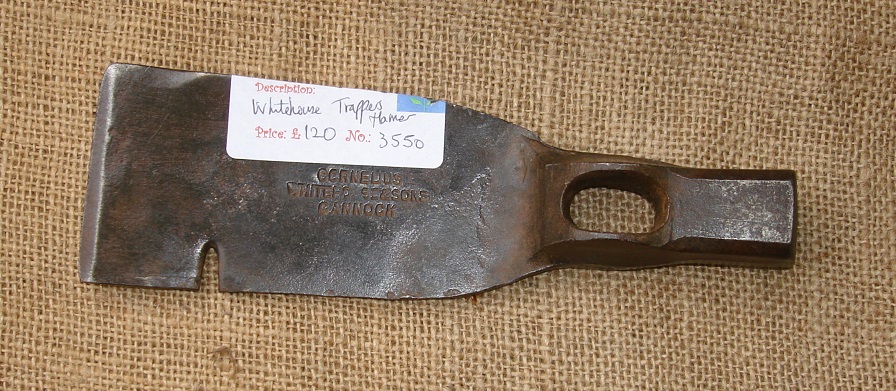 Description:
Whitehouse Trappers
Hamer
Price: £120 No.: 3550
CORNELIUS
WHITEHOUSE & SONS
CANNOCK